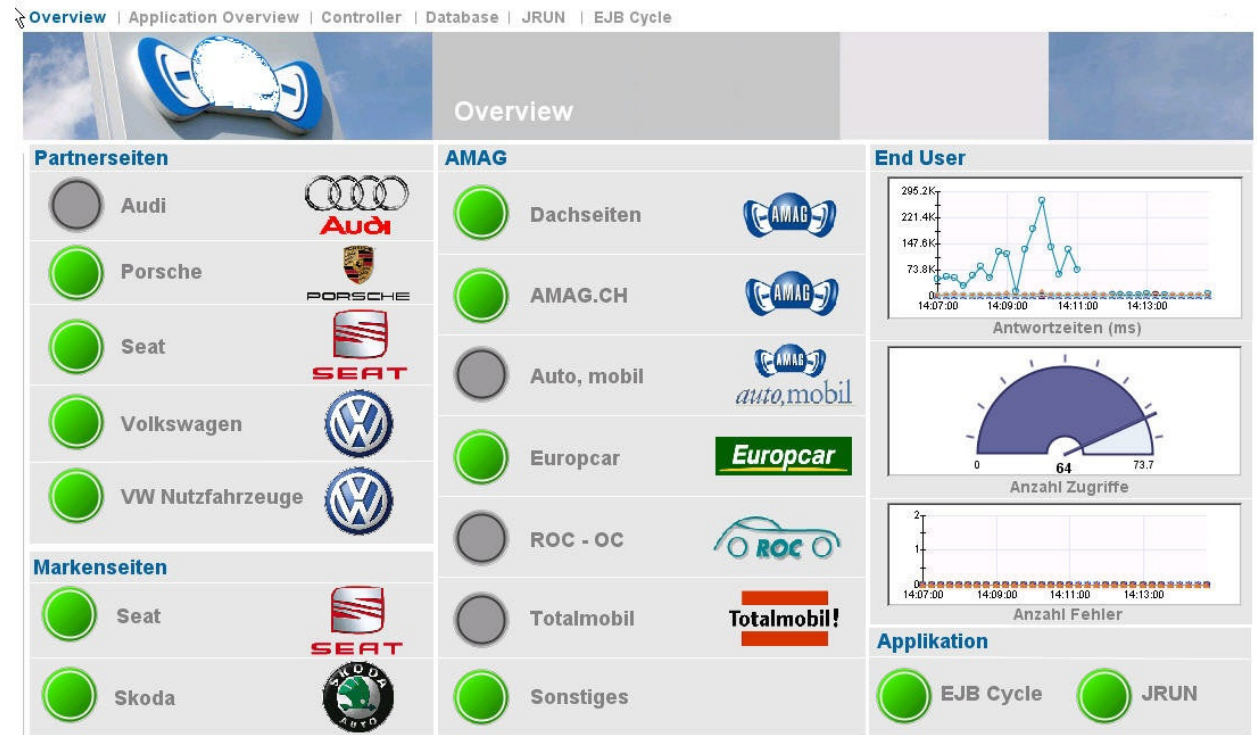 Overview | Application Overview | Controller | Database | JRUN | EJB Cycle
Overview
Partnerseiten
Audi
Audi
Porsche
PORSCHE
Seat
SEAT
Volkswagen
VW Nutzfahrzeuge
Markenseiten
Seat
SEAT
Skoda
SKODA
AUTO
AMAG
Dachseiten
AMAG
AMAG.CH
AMAG
Auto, mobil
AMAG
auto,mobil
Europcar
Europcar
ROC - OC
ROC
Totalmobil
Totalmobil!
Sonstiges
End User
295.2K
221.4K
147.6K
73.8K
0
14:07:00 14:09:00 14:11:00 14:13:00
Antwortzeiten (ms)
0 64 73.7
Anzahl Zugriffe
2
1
0
14:07:00 14:09:00 14:11:00 14:13:00
Anzahl Fehler
Applikation
EJB Cycle
JRUN